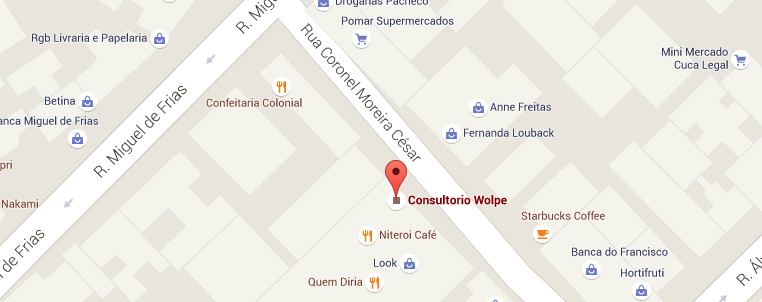 Drogarias Pacheco
R. Mig
Pomar Supermercados
Rgb Livraria e Papelaria
Rua Coronel Moreira César
Mini Mercado
Cuca Legal
Betina
Confeitaria Colonial
Anne Freitas
anca Miguel de Frias
R. Miguel de Frias
Fernanda Louback
pri
Nakami
Consultorio Wolpe
Starbucks Coffee
l de Frias
Niteroi Café
Banca do Francisco
Look
Quem Diria
Hortifruti
R. Ál